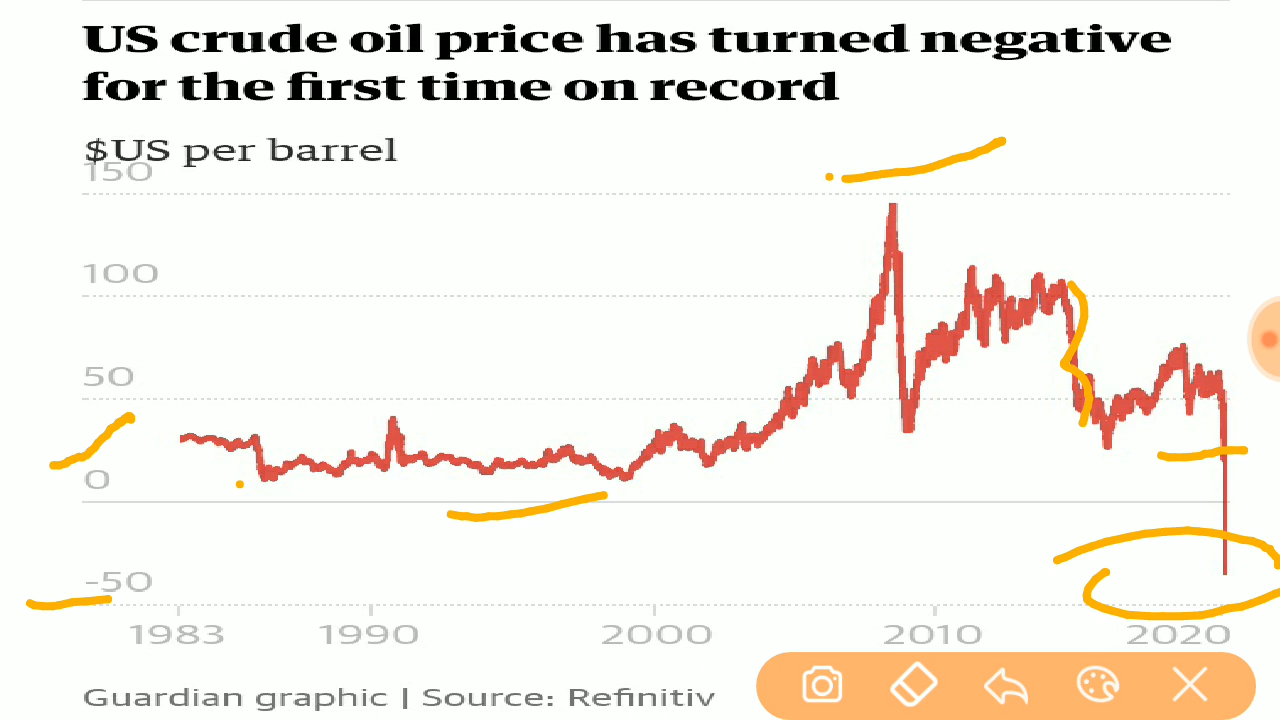 US crude oil price has turned negative
for the first time on record
$US per barrel
150
100
50
0
-50
1983 1990 2000 2010 2020
Guardian graphic | Source: Refinitiv